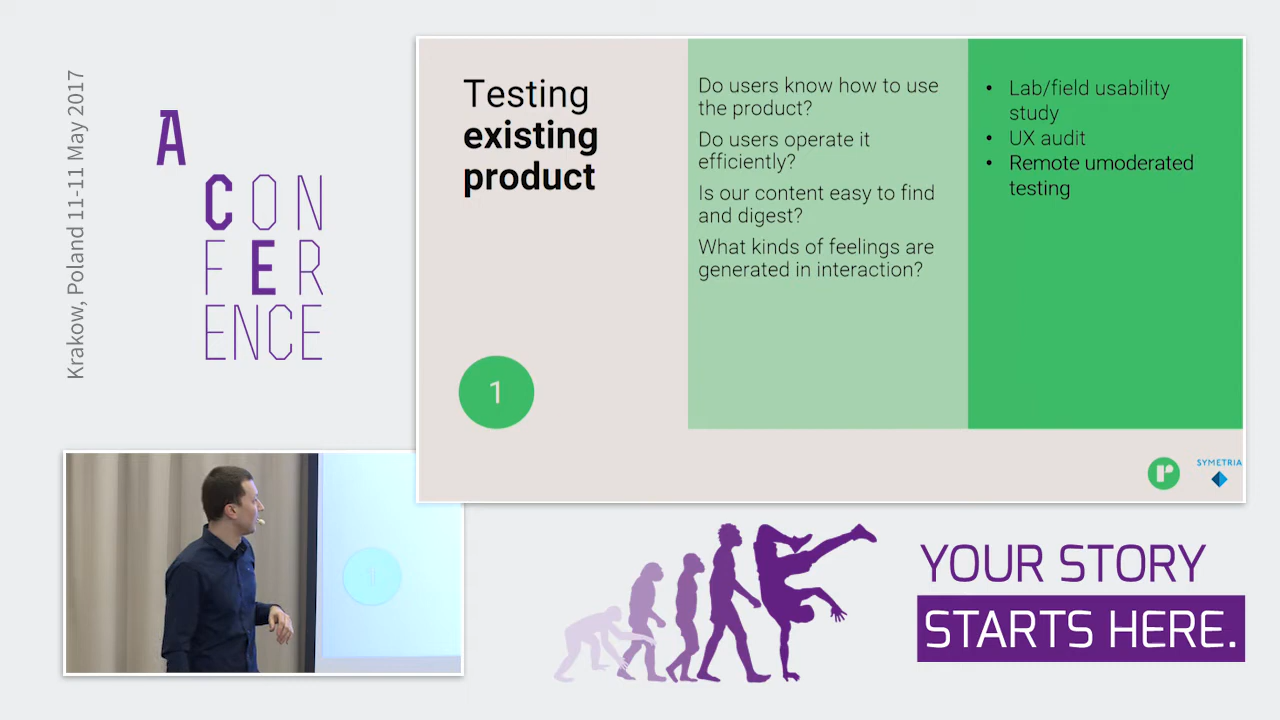 Krakow, Poland 11-11 May 2017
A
CON
FER
ENCE
Testing
existing
product
1
Do users know how to use
the product?
Do users operate it
efficiently?
Is our content easy to find
and digest?
What kinds of feelings are
generated in interaction?
• Lab/field usability
study
• UX audit
• Remote umoderated
testing
r
SYMETRIA
1
YOUR STORY
STARTS HERE.